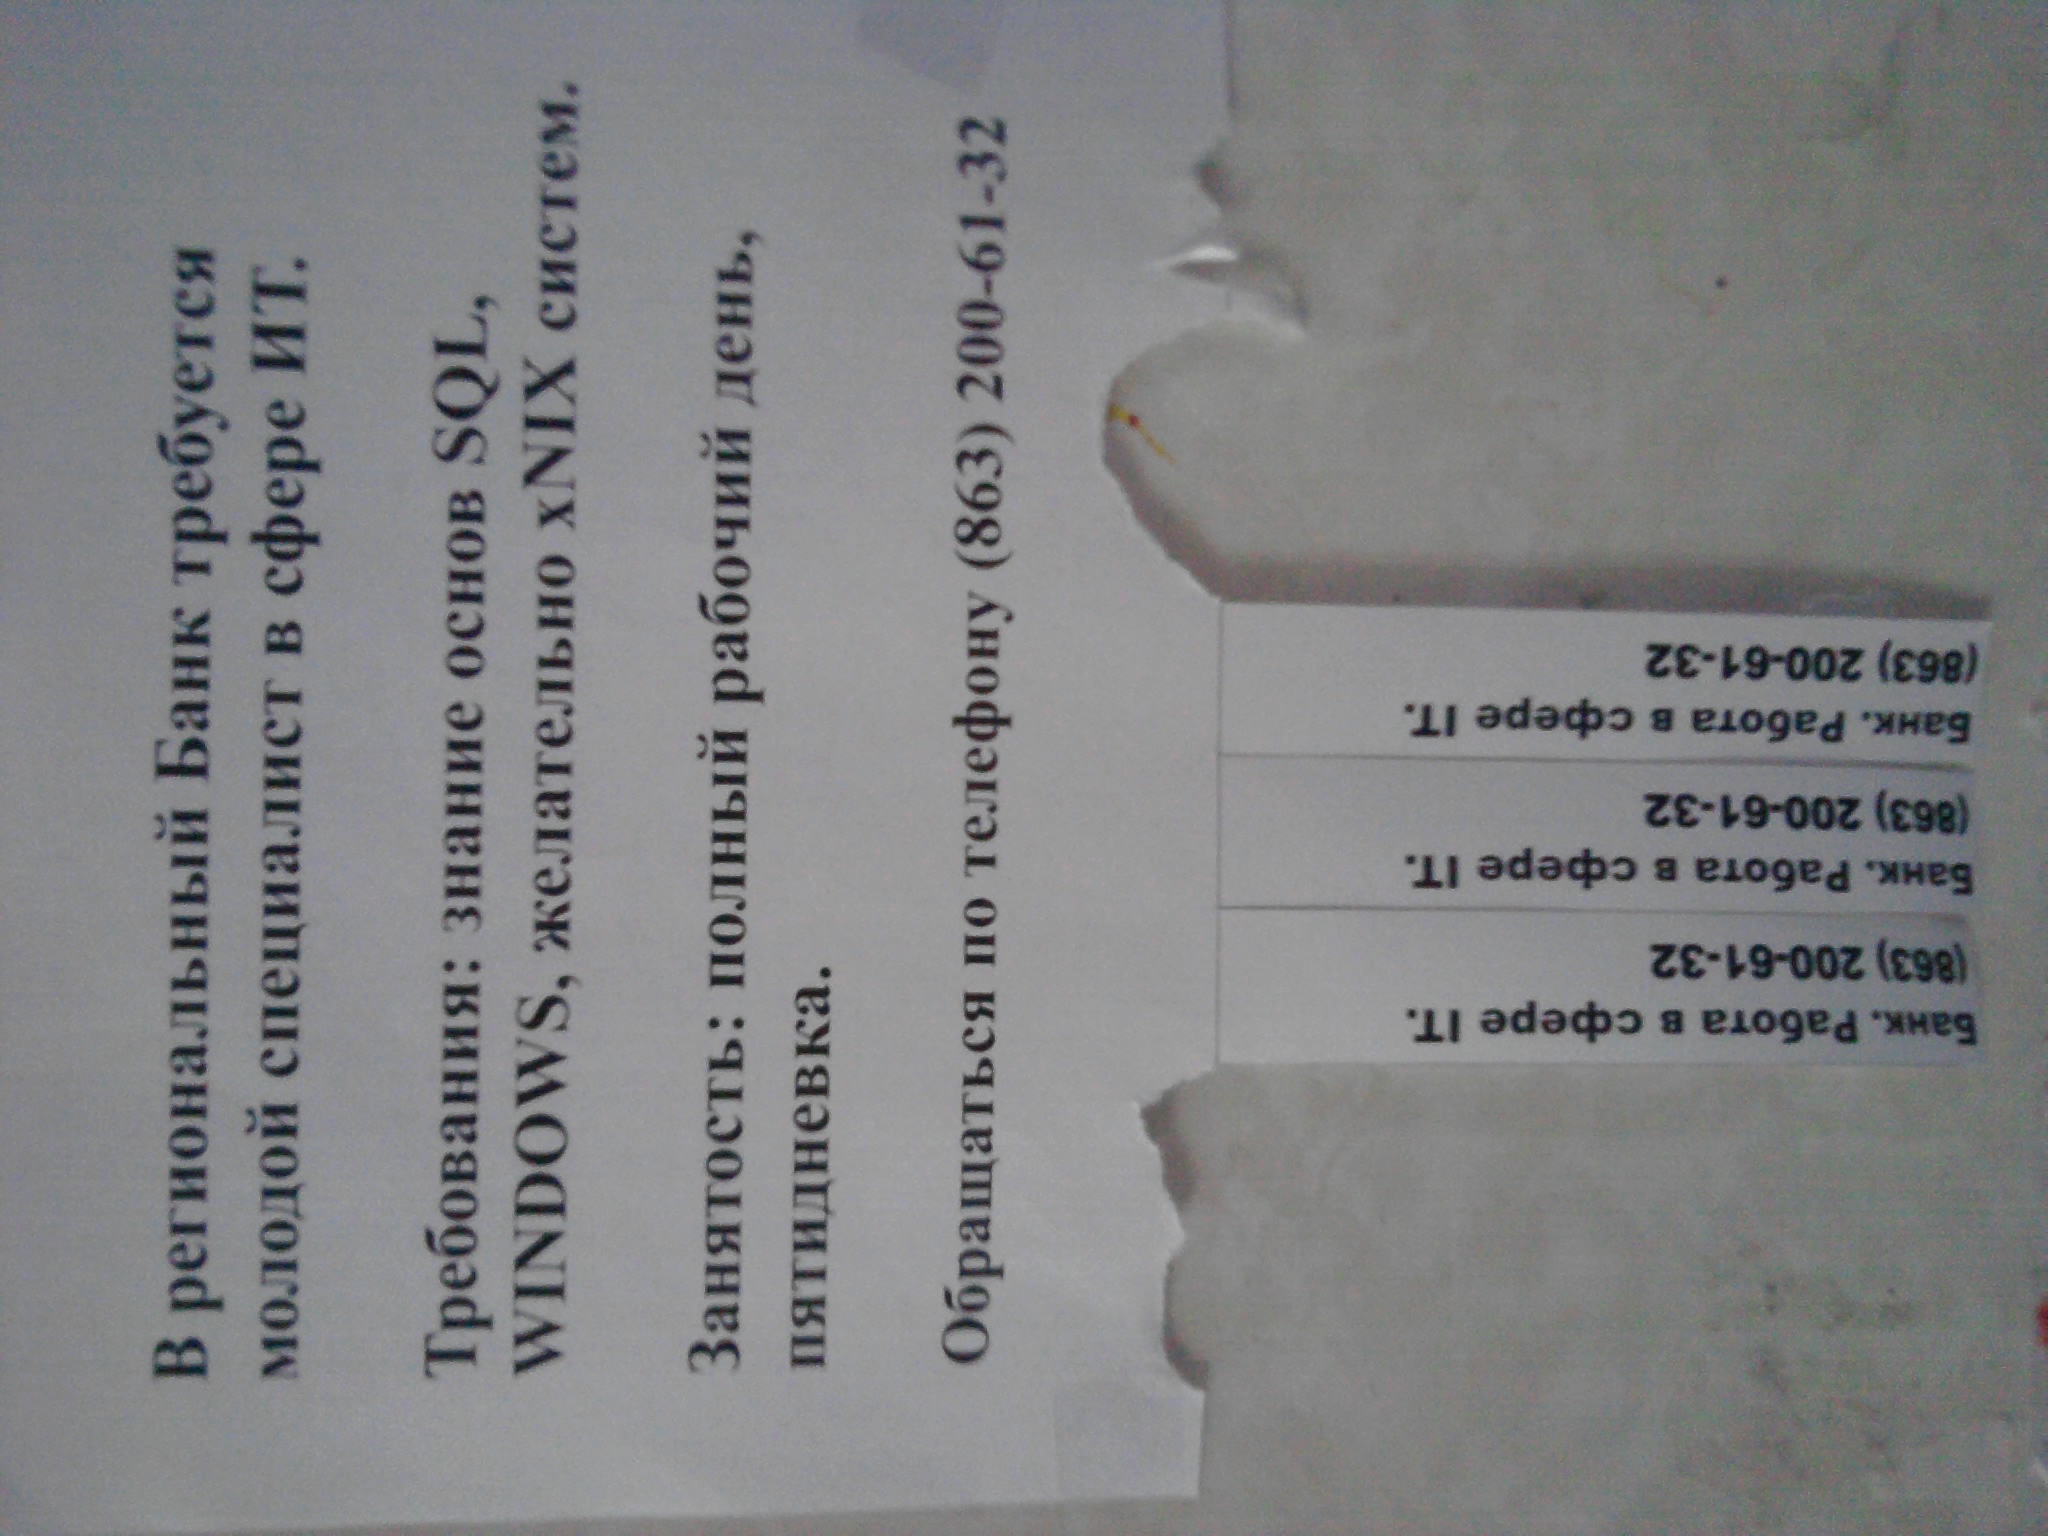 В региональный Банк требуется
молодой специалист в сфере ИТ.
Требования: знание основ SQL,
WINDOWS, желательно xNIX систем.
Занятость: полный рабочий день,
пятидневка.
Обращаться по телефону (863) 200-61-32
Банк. Работа в сфере IT.
(863) 200-61-32
Банк. Работа в сфере IT.
(863) 200-61-32
Банк. Работа в сфере IT.
(863) 200-61-32